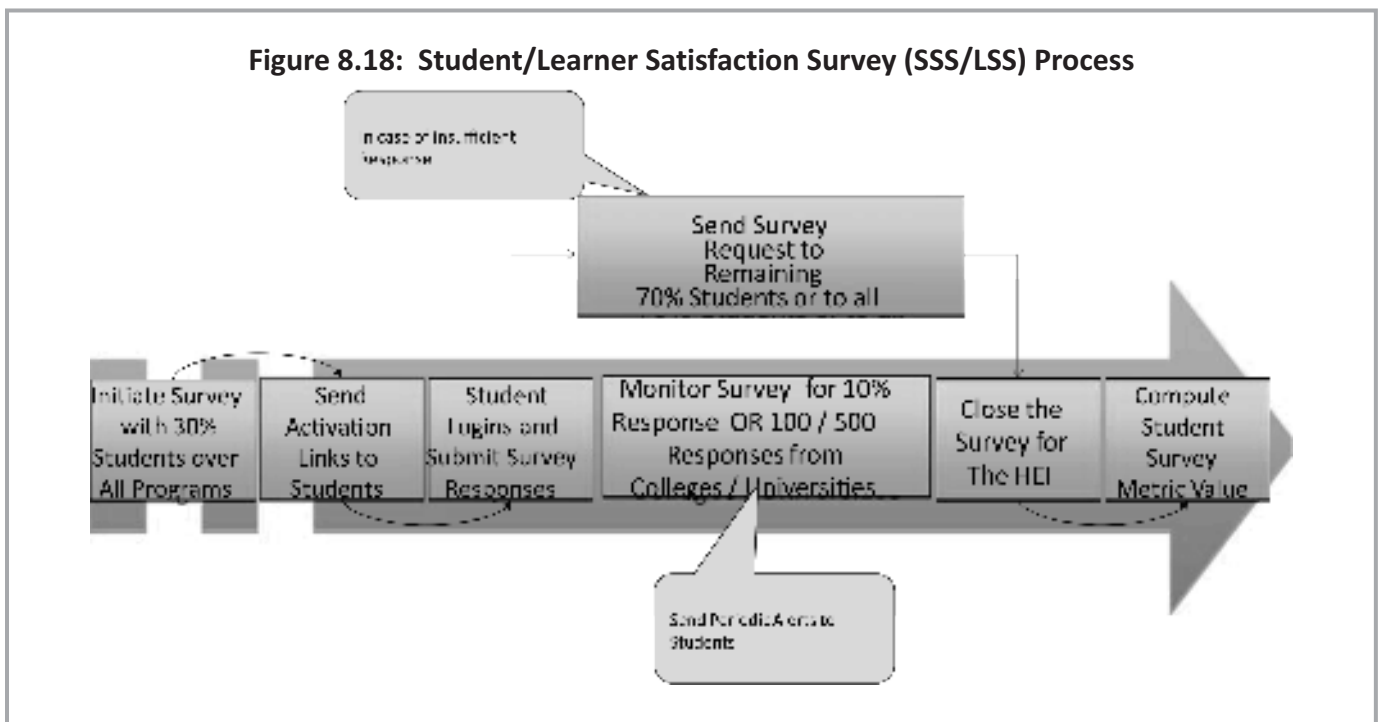 Figure 8.18: Student/Learner Satisfaction Survey (SSS/LSS) Process
In case of insufficient
Response
Send Survey
Request to
Remaining
70% Students or to all
Initiate Survey
with 30%
Students over
All Programs
Send
Activation
Links to
Students
Student
Logins and
Submit Survey
Responses
Monitor Survey for 10%
Response OR 100 / 500
Responses from
Colleges / Universities
Close the
Survey for
The HEI
Compute
Student
Survey
Metric Value
Send Periodic Alerts to
Students